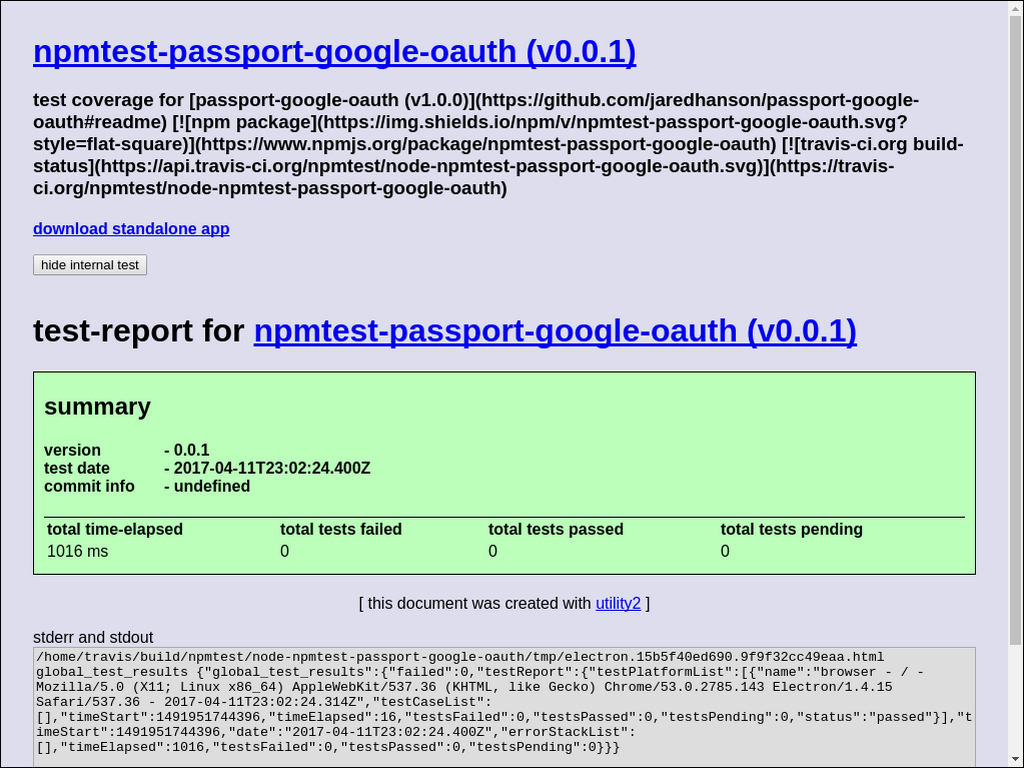 npmtest-passport-google-oauth (v0.0.1)
test coverage for [passport-google-oauth (v1.0.0)](https://github.com/jaredhanson/passport-google-
oauth#readme) [![npm package](https://img.shields.io/npm/v/npmtest-passport-google-oauth.svg?
style=flat-square)](https://www.npmjs.org/package/npmtest-passport-google-oauth) [![travis-ci.org build-
status](https://api.travis-ci.org/npmtest/node-npmtest-passport-google-oauth.svg)](https://travis-
ci.org/npmtest/node-npmtest-passport-google-oauth)
download standalone app
hide internal test
test-report for npmtest-passport-google-oauth (v0.0.1)
summary
version - 0.0.1
test date - 2017-04-11T23:02:24.400Z
commit info - undefined
total time-elapsed total tests failed total tests passed total tests pending
1016 ms 0 0 0
[ this document was created with utility2 ]
stderr and stdout
/home/travis/build/npmtest/node-npmtest-passport-google-oauth/tmp/electron.15b5f40ed690.9f9f32cc49eaa.html
global_test_results {"global_test_results":{"failed":0,"testReport":{"testPlatformList":[{"name":"browser - / -
Mozilla/5.0 (X11; Linux x86_64) AppleWebKit/537.36 (KHTML, like Gecko) Chrome/53.0.2785.143 Electron/1.4.15
Safari/537.36 - 2017-04-11T23:02:24.314Z","testCaseList":
[],"timeStart":1491951744396,"timeElapsed":16,"testsFailed":0,"testsPassed":0,"testsPending":0,"status":"passed"}],"t
imeStart":1491951744396,"date":"2017-04-11T23:02:24.400Z","errorStackList":
[],"timeElapsed":1016,"testsFailed":0,"testsPassed":0,"testsPending":0}}}